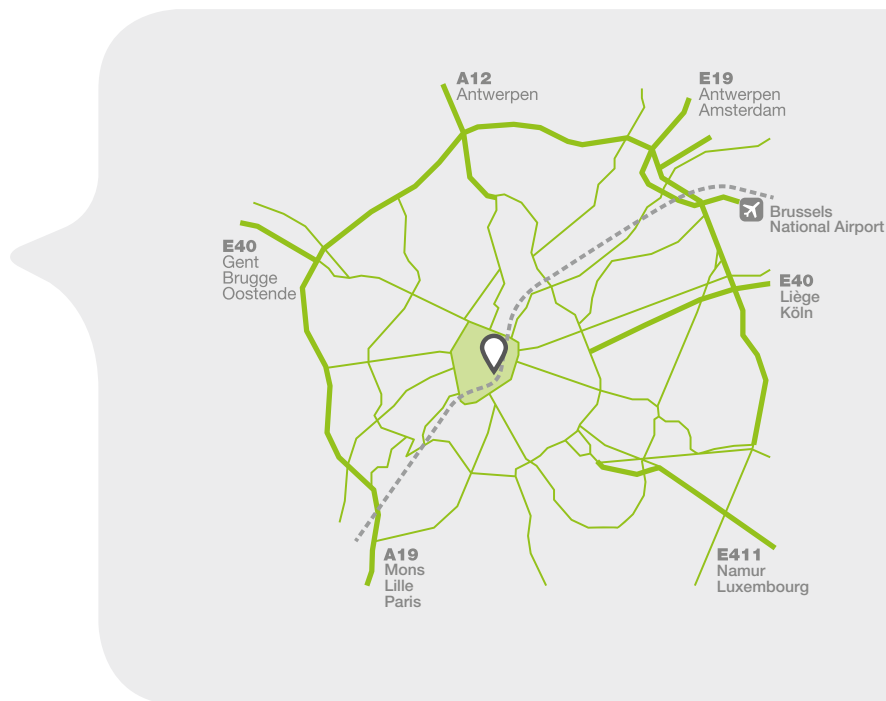 A12
Antwerpen
E19
Antwerpen
Amsterdam
Brussels
National Airport
E40
Gent
Brugge
Oostende
E40
Liège
Köln
A19
Mons
Lille
Paris
E411
Namur
Luxembourg